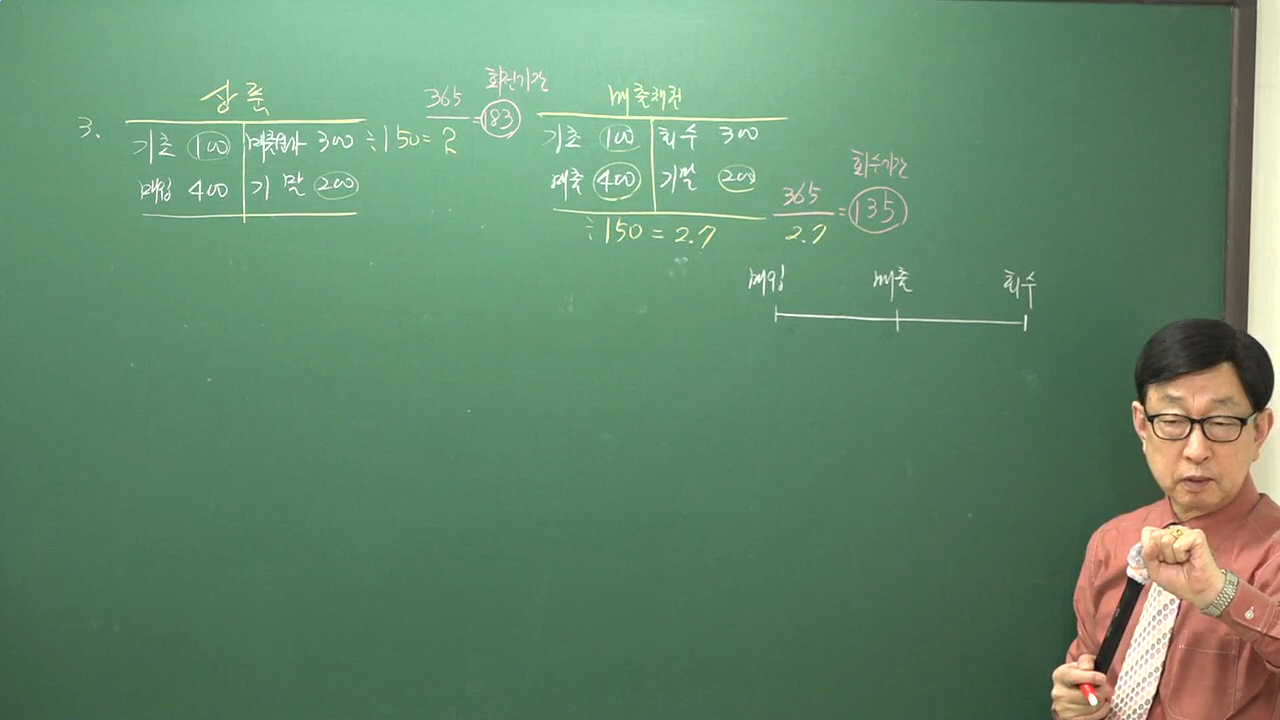 3.
상품
기초 100 매출원가 300 ÷150 = 2
매입 400 기말 200
365 = 183 회전기간
매출채권
기초 100 회수 300
매출 400 기말 200
÷150 = 2.7
365 = 135 회수기간
2.7
매입 매출 회수